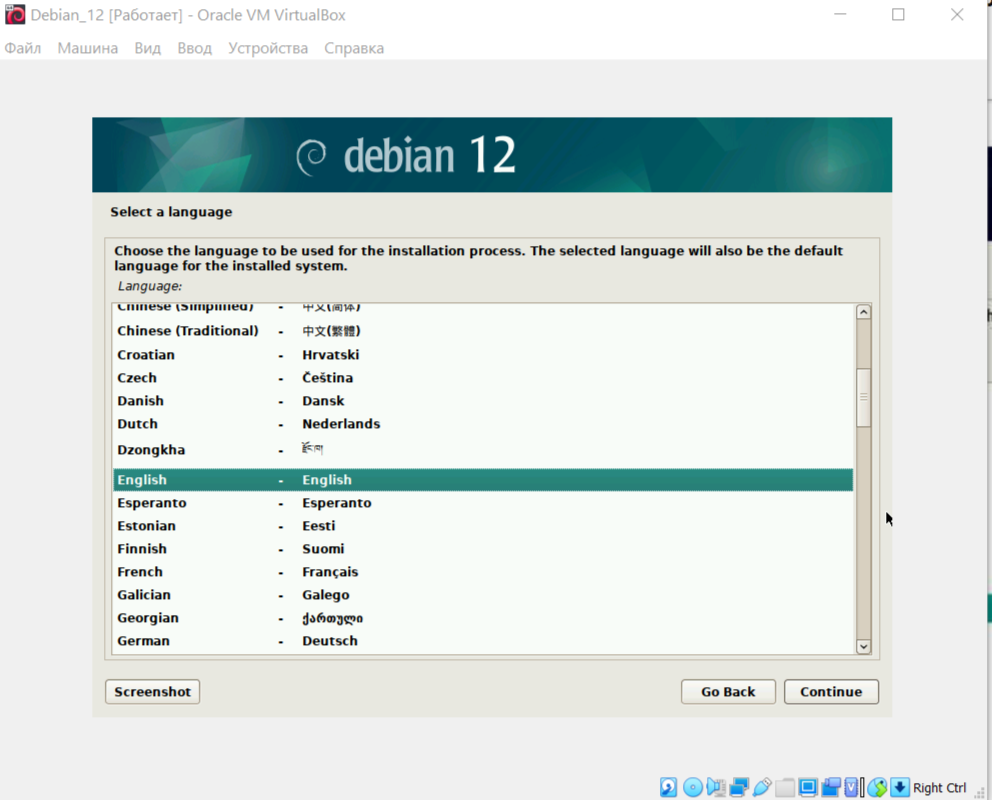 Debian_12 [Работает] - Oracle VM VirtualBox
Файл Машина Вид Ввод Устройства Справка
debian 12
Select a language
Choose the language to be used for the installation process. The selected language will also be the default
language for the installed system.
Language:
Chinese (Simplified) - 中文(简体)
Chinese (Traditional) - 中文(繁體)
Croatian - Hrvatski
Czech - Čeština
Danish - Dansk
Dutch - Nederlands
Dzongkha - རྫོང་ཁ།
English - English
Esperanto - Esperanto
Estonian - Eesti
Finnish - Suomi
French - Français
Galician - Galego
Georgian - ქართული
German - Deutsch
Screenshot Go Back Continue
Right Ctrl